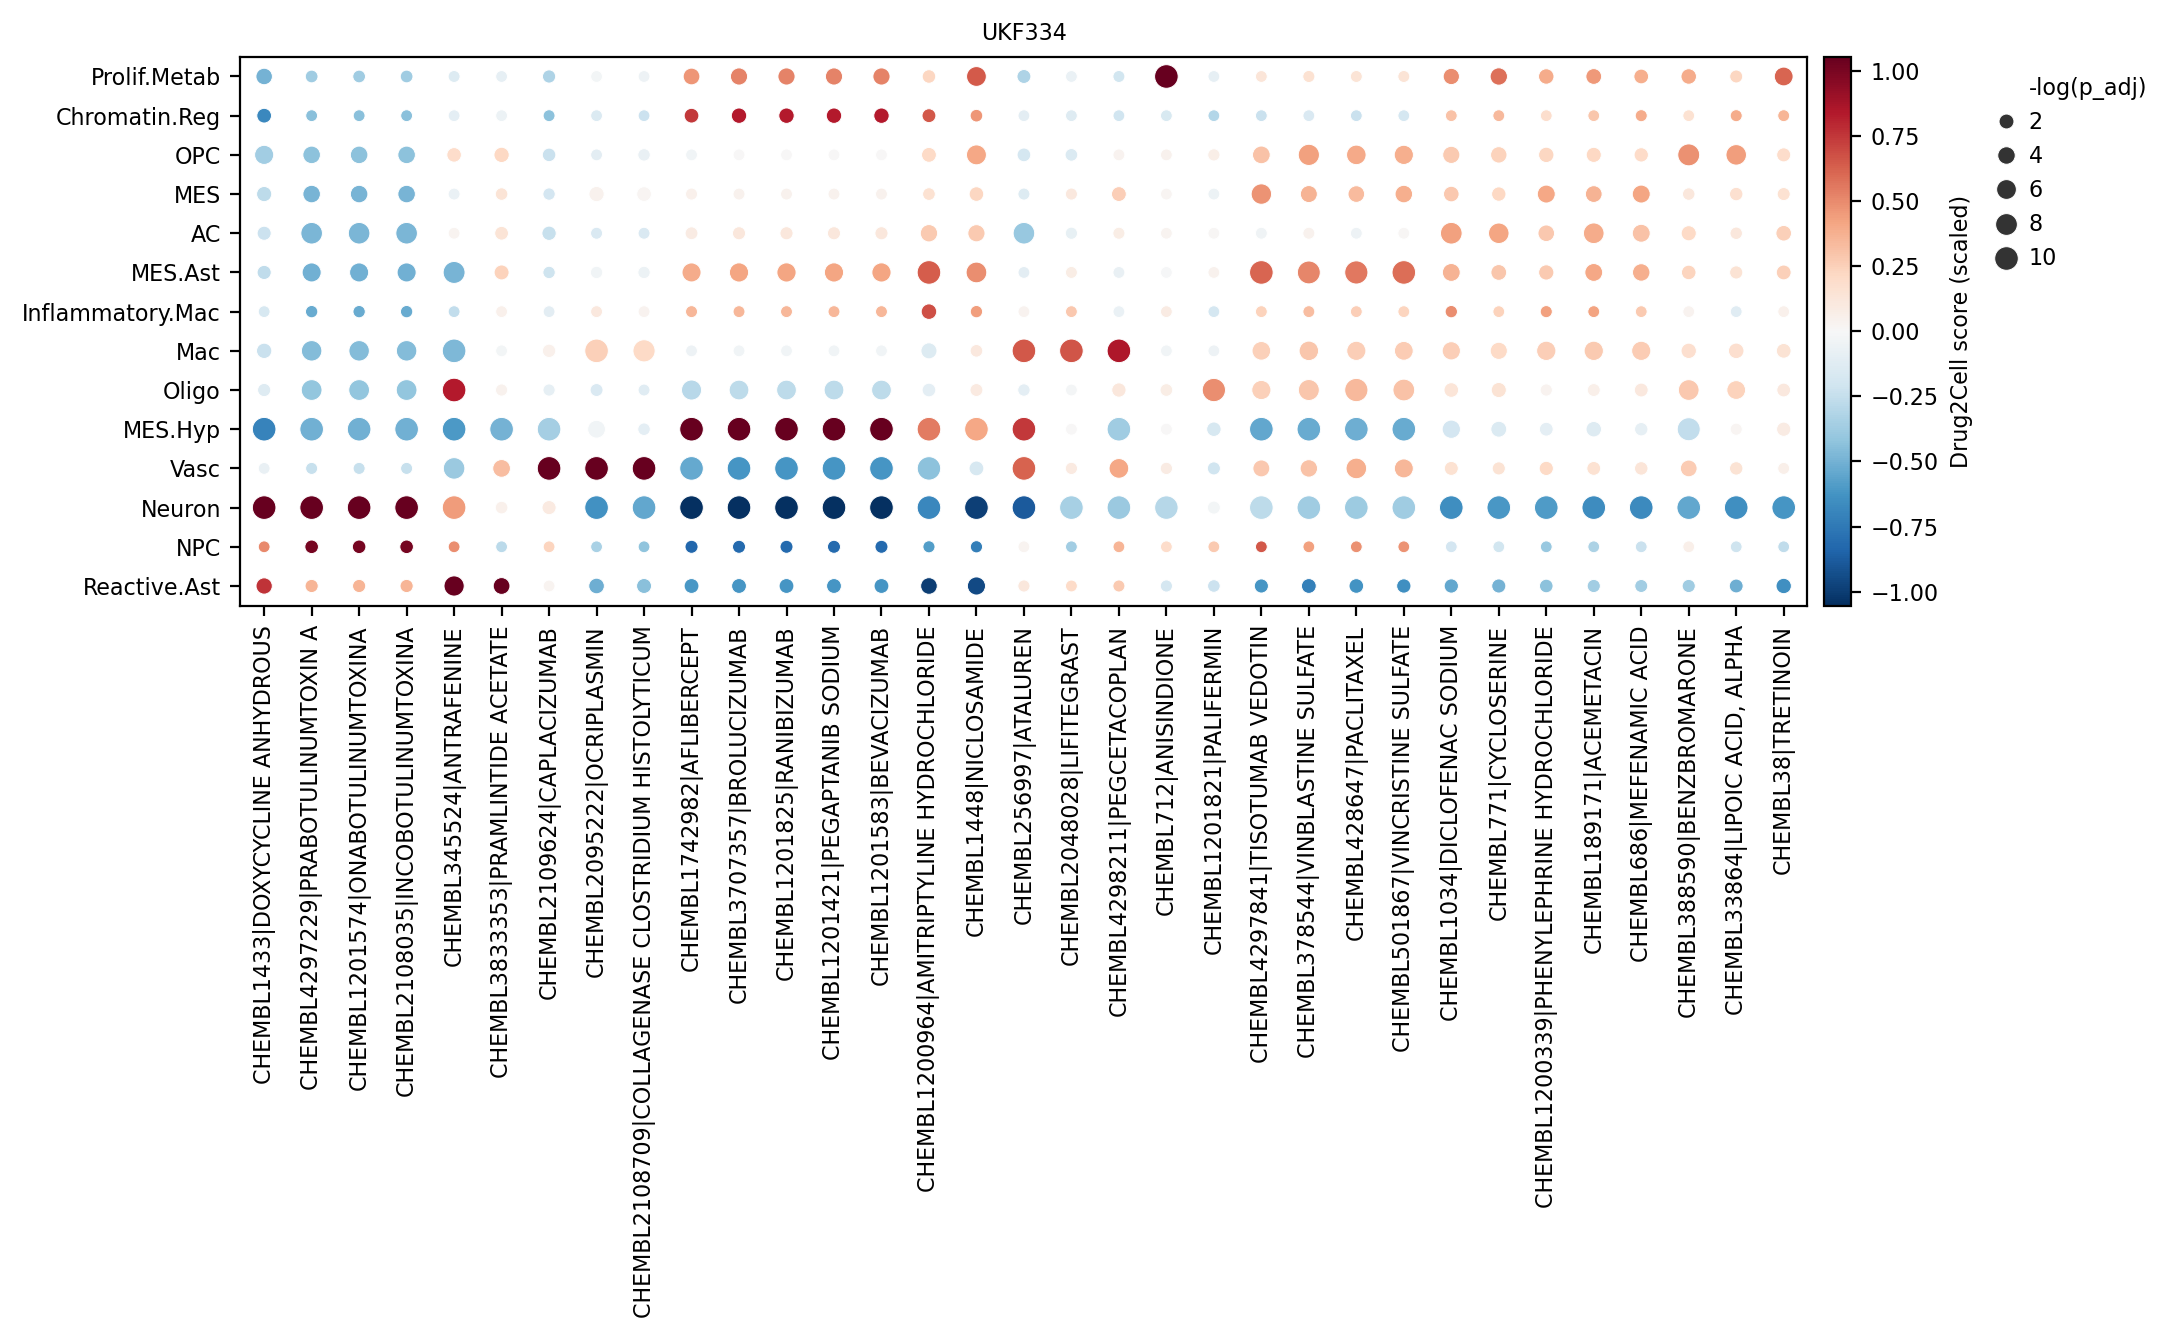 UKF334
Prolif.Metab
Chromatin.Reg
OPC
MES
AC
MES.Ast
Inflammatory.Mac
Mac
Oligo
MES.Hyp
Vasc
Neuron
NPC
Reactive.Ast
CHEMBL1433|DOXYCYCLINE ANHYDROUS
CHEMBL4297229|PRABOTULINUMTOXIN A
CHEMBL1201574|ONABOTULINUMTOXINA
CHEMBL2108035|INCOBOTULINUMTOXINA
CHEMBL345524|ANTRAFENINE
CHEMBL3833353|PRAMLINTIDE ACETATE
CHEMBL2109624|CAPLACIZUMAB
CHEMBL2095222|OCRIPLASMIN
CHEMBL2108709|COLLAGENASE CLOSTRIDIUM HISTOLYTICUM
CHEMBL1742982|AFLIBERCEPT
CHEMBL3707357|BROLUCIZUMAB
CHEMBL1201825|RANIBIZUMAB
CHEMBL1201421|PEGAPTANIB SODIUM
CHEMBL1201583|BEVACIZUMAB
CHEMBL1200964|AMITRIPTYLINE HYDROCHLORIDE
CHEMBL1448|NICLOSAMIDE
CHEMBL256997|ATALUREN
CHEMBL2048028|LIFITEGRAST
CHEMBL4298211|PEGCETACOPLAN
CHEMBL712|ANISINDIONE
CHEMBL1201821|PALIFERMIN
CHEMBL4297841|TISOTUMAB VEDOTIN
CHEMBL378544|VINBLASTINE SULFATE
CHEMBL428647|PACLITAXEL
CHEMBL501867|VINCRISTINE SULFATE
CHEMBL1034|DICLOFENAC SODIUM
CHEMBL771|CYCLOSERINE
CHEMBL1200339|PHENYLEPHRINE HYDROCHLORIDE
CHEMBL189171|ACEMETACIN
CHEMBL686|MEFENAMIC ACID
CHEMBL388590|BENZBROMARONE
CHEMBL33864|LIPOIC ACID, ALPHA
CHEMBL38|TRETINOIN
1.00
0.75
0.50
0.25
0.00
−0.25
−0.50
−0.75
−1.00
Drug2Cell score (scaled)
-log(p_adj)
2
4
6
8
10